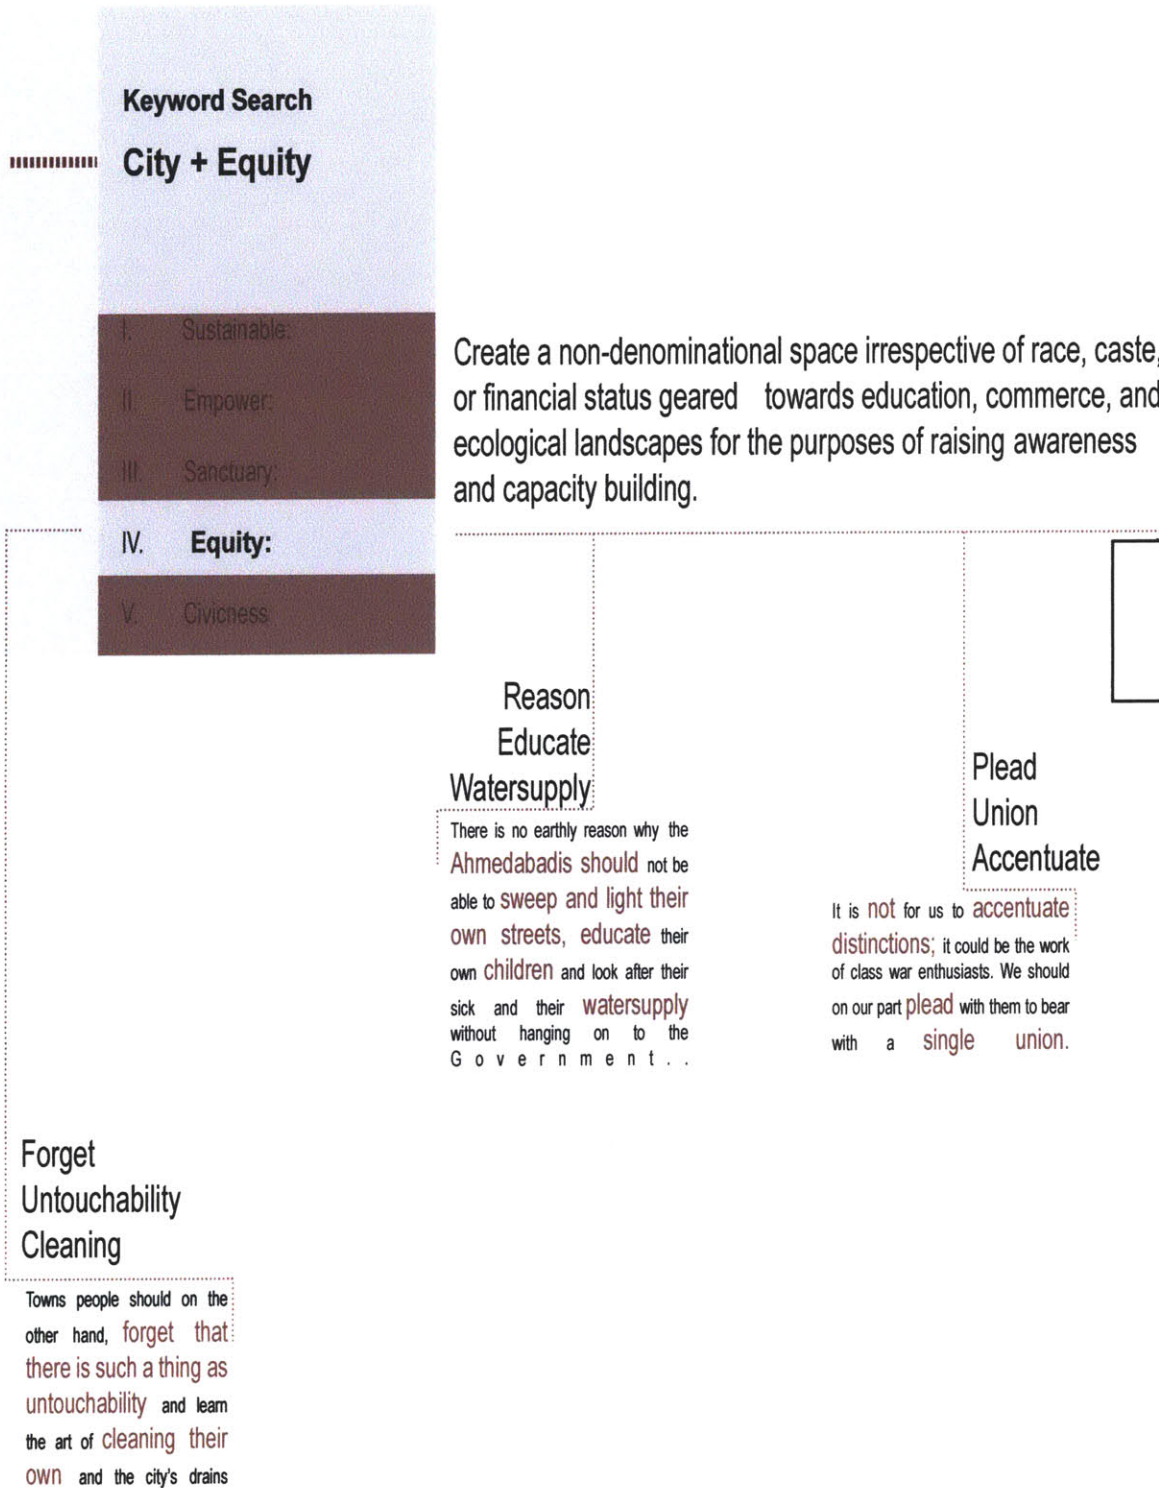 Keyword Search
City + Equity
I. Sustainable:
II. Empower:
III. Sanctuary:
IV. Equity:
V. Civicness
Create a non-denominational space irrespective of race, caste,
or financial status geared towards education, commerce, and
ecological landscapes for the purposes of raising awareness
and capacity building.
Reason
Educate
Watersupply
There is no earthly reason why the
Ahmedabadis should not be
able to sweep and light their
own streets, educate their
own children and look after their
sick and their watersupply
without hanging on to the
Government..
Plead
Union
Accentuate
It is not for us to accentuate
distinctions; it could be the work
of class war enthusiasts. We should
on our part plead with them to bear
with a single union.
Forget
Untouchability
Cleaning
Towns people should on the
other hand, forget that
there is such a thing as
untouchability and learn
the art of cleaning their
own and the city's drains